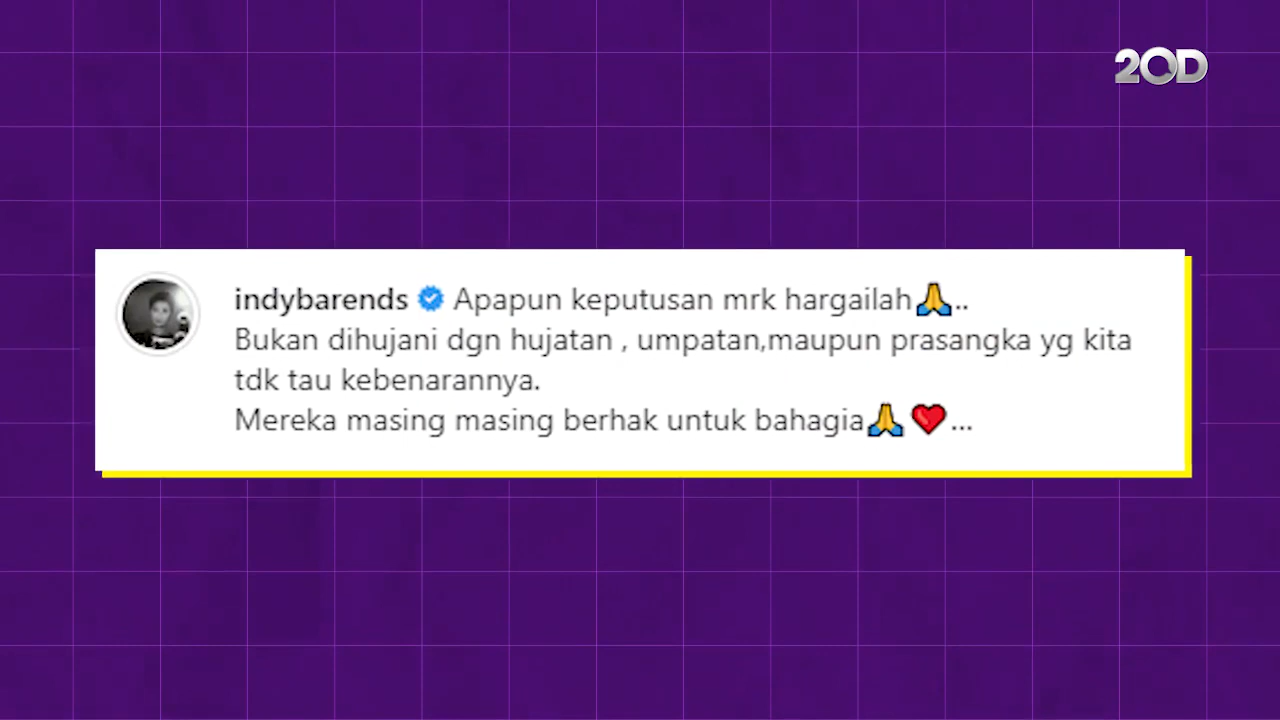 20D
indybarends Apapun keputusan mrk hargailah🙏..
Bukan dihujani dgn hujatan , umpatan,maupun prasangka yg kita
tdk tau kebenarannya.
Mereka masing masing berhak untuk bahagia🙏❤️...